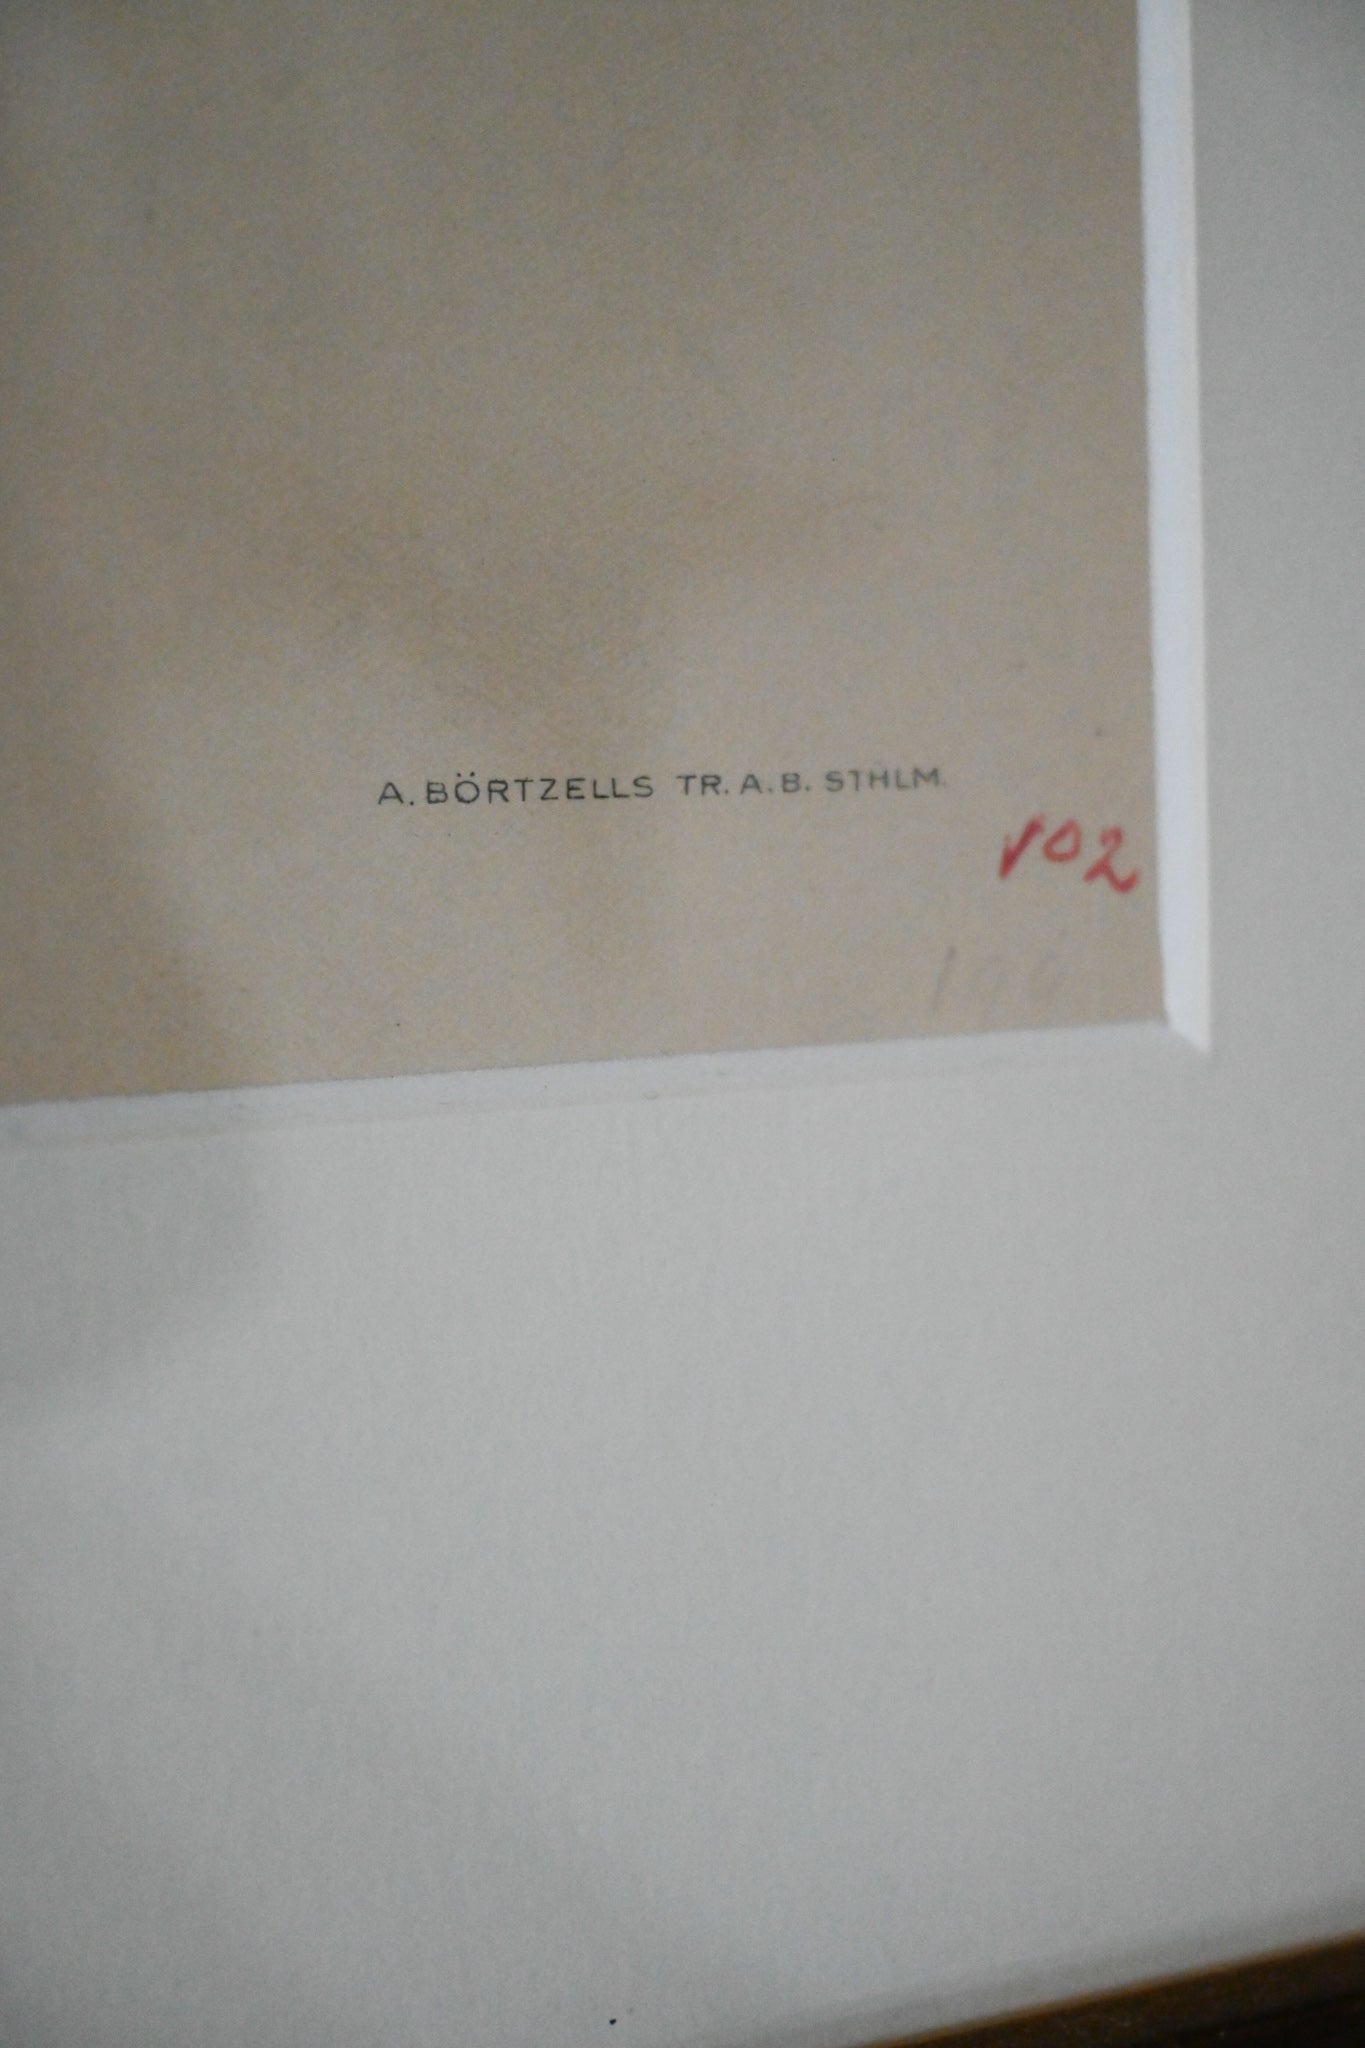 A. BÖRTZELLS TR. A.B. STHLM.
102